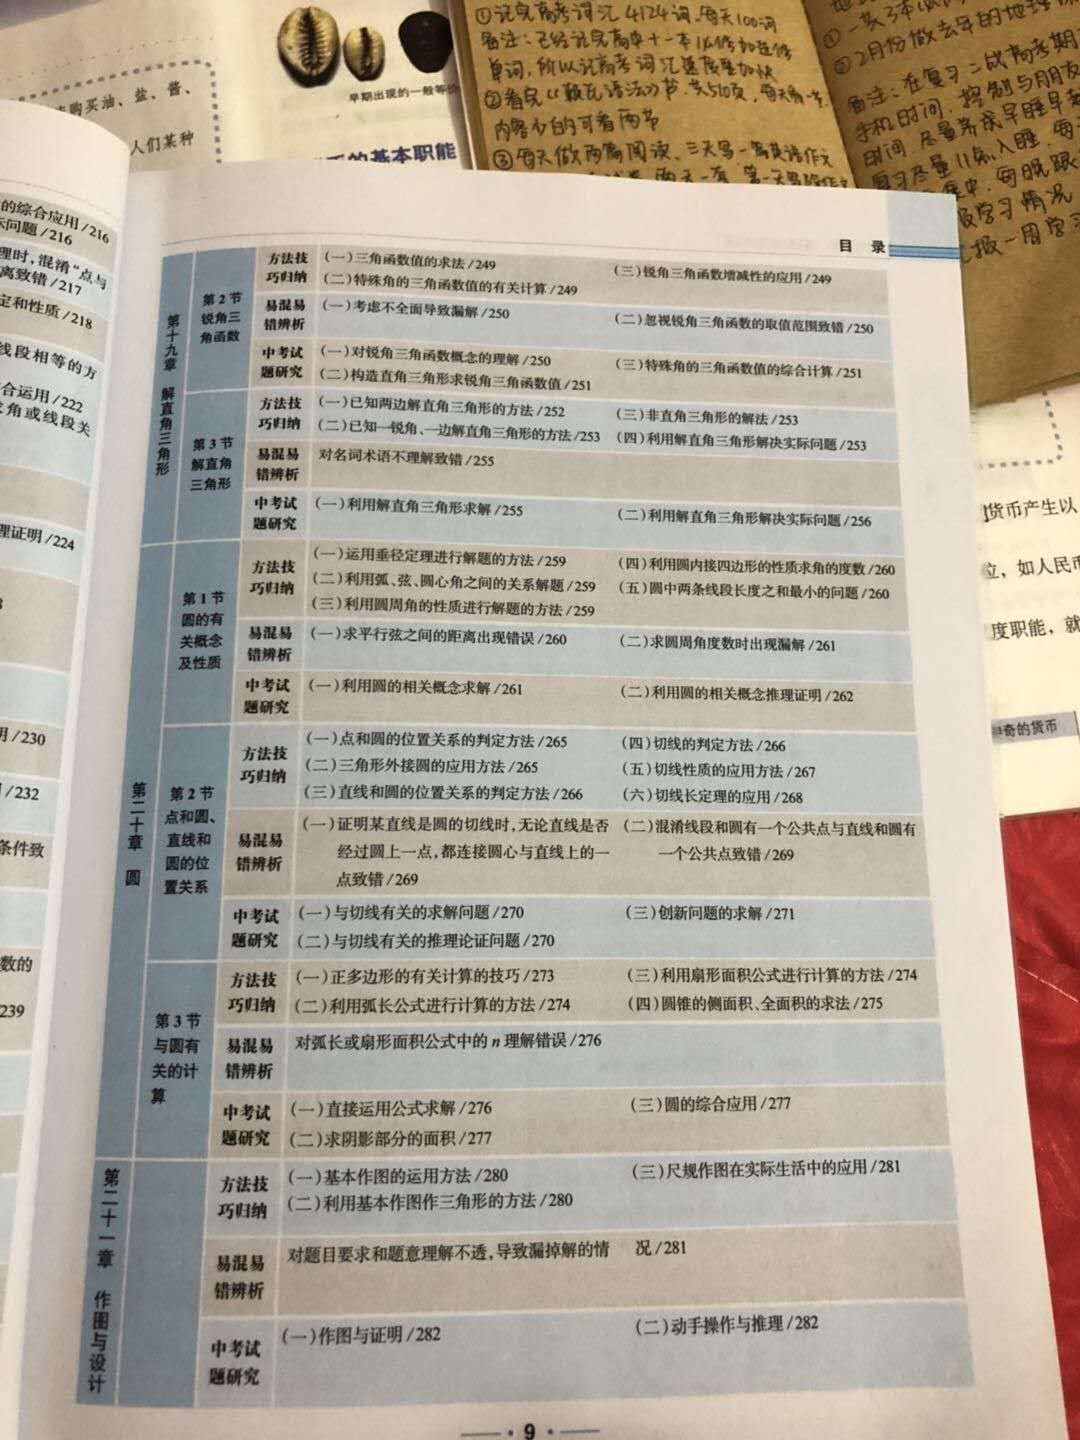 早期出现的一般等价
购买油、盐、酱、
人们某种
的基本职能
①记完高考词汇4124词，每天100词
备注：已经记完高中十一本必修加选修
单词，所以记高考词汇速度要加快
内容少的可看两节
③每天做两篇阅读、三天写一篇英语作文
②2月份做去年的地理
备注：在复习二战高考期
手机时间，控制与朋友
时间，尽量养成早睡早
复习尽量11点入睡，每
的综合应用/216
示问题/216
理时,混淆“点与
离致错/217
定和性质/218
线段相等的方
合运用/222
求角或线段关
理证明/224
明/230
/232
条件致
数的
239
目 录
第十九章 解直角三角形
第2节
锐角三
角函数
方法技
巧归纳
(一)三角函数值的求法/249
(二)特殊角的三角函数值的有关计算/249
(三)锐角三角函数增减性的应用/249
易混易
错辨析
(一)考虑不全面导致漏解/250
(二)忽视锐角三角函数的取值范围致错/250
中考试
题研究
(一)对锐角三角函数概念的理解/250
(二)构造直角三角形求锐角三角函数值/251
(三)特殊角的三角函数值的综合计算/251
第3节
解直角
三角形
方法技
巧归纳
(一)已知两边解直角三角形的方法/252
(二)已知一锐角、一边解直角三角形的方法/253
(三)非直角三角形的解法/253
(四)利用解直角三角形解决实际问题/253
易混易
错辨析
对名词术语不理解致错/255
中考试
题研究
(一)利用解直角三角形求解/255
(二)利用解直角三角形解决实际问题/256
第二十章 圆
第1节
圆的有
关概念
及性质
方法技
巧归纳
(一)运用垂径定理进行解题的方法/259
(二)利用弧、弦、圆心角之间的关系解题/259
(三)利用圆周角的性质进行解题的方法/259
(四)利用圆内接四边形的性质求角的度数/260
(五)圆中两条线段长度之和最小的问题/260
易混易
错辨析
(一)求平行弦之间的距离出现错误/260
(二)求圆周角度数时出现漏解/261
中考试
题研究
(一)利用圆的相关概念求解/261
(二)利用圆的相关概念推理证明/262
第2节
点和圆、
直线和
圆的位
置关系
方法技
巧归纳
(一)点和圆的位置关系的判定方法/265
(二)三角形外接圆的应用方法/265
(三)直线和圆的位置关系的判定方法/266
(四)切线的判定方法/266
(五)切线性质的应用方法/267
(六)切线长定理的应用/268
易混易
错辨析
(一)证明某直线是圆的切线时,无论直线是否
经过圆上一点,都连接圆心与直线上的一
点致错/269
(二)混淆线段和圆有一个公共点与直线和圆有
一个公共点致错/269
中考试
题研究
(一)与切线有关的求解问题/270
(二)与切线有关的推理论证问题/270
(三)创新问题的求解/271
第3节
与圆有
关的计
算
方法技
巧归纳
(一)正多边形的有关计算的技巧/273
(二)利用弧长公式进行计算的方法/274
(三)利用扇形面积公式进行计算的方法/274
(四)圆锥的侧面积、全面积的求法/275
易混易
错辨析
对弧长或扇形面积公式中的n理解错误/276
中考试
题研究
(一)直接运用公式求解/276
(二)求阴影部分的面积/277
(三)圆的综合应用/277
第二十一章 作图与设计
方法技
巧归纳
(一)基本作图的运用方法/280
(二)利用基本作图作三角形的方法/280
(三)尺规作图在实际生活中的应用/281
易混易
错辨析
对题目要求和题意理解不透,导致漏掉解的情 况/281
中考试
题研究
(一)作图与证明/282
(二)动手操作与推理/282
9
货币产生以
位，如人民币
度职能，就
神奇的货币